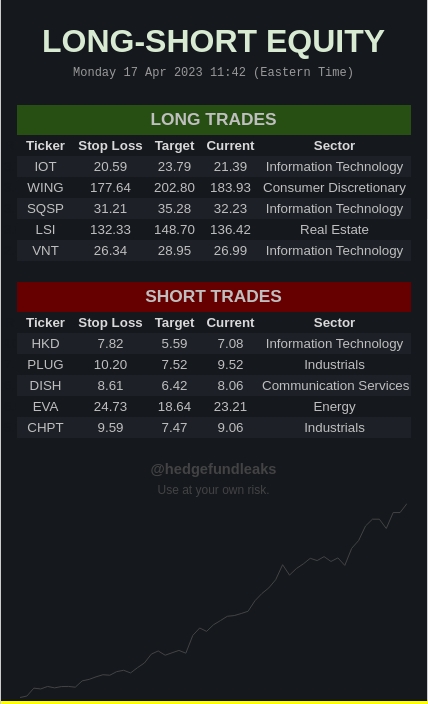 LONG-SHORT EQUITY
Monday 17 Apr 2023 11:42 (Eastern Time)
LONG TRADES
Ticker Stop Loss Target Current Sector
IOT 20.59 23.79 21.39 Information Technology
WING 177.64 202.80 183.93 Consumer Discretionary
SQSP 31.21 35.28 32.23 Information Technology
LSI 132.33 148.70 136.42 Real Estate
VNT 26.34 28.95 26.99 Information Technology
SHORT TRADES
Ticker Stop Loss Target Current Sector
HKD 7.82 5.59 7.08 Information Technology
PLUG 10.20 7.52 9.52 Industrials
DISH 8.61 6.42 8.06 Communication Services
EVA 24.73 18.64 23.21 Energy
CHPT 9.59 7.47 9.06 Industrials
@hedgefundleaks
Use at your own risk.